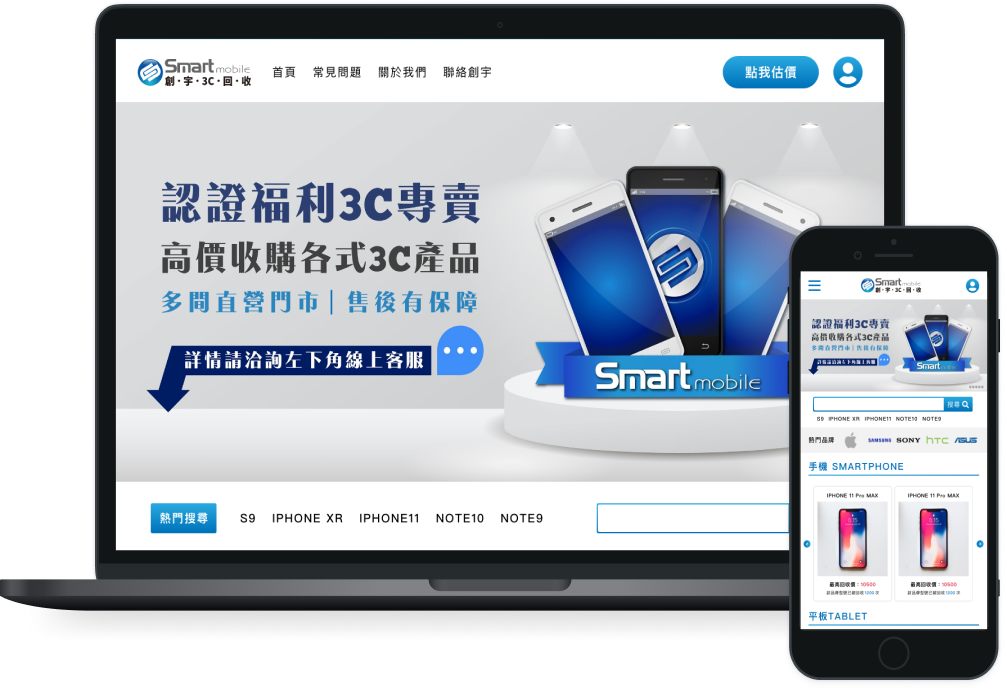 Smart mobile
創・宇・3C・回・收
首頁 常見問題 關於我們 聯絡創宇
點我估價
認證福利3C專賣
高價收購各式3C產品
多間直營門市｜售後有保障
詳情請洽詢左下角線上客服
Smart mobile
熱門搜尋 S9 IPHONE XR IPHONE11 NOTE10 NOTE9
Smart mobile
創・宇・3C・回・收
認證福利3C專賣
高價收購各式3C產品
多間直營門市｜售後有保障
詳情請洽詢左下角線上客服
Smart mobile
搜尋
S9 IPHONE XR IPHONE11 NOTE10 NOTE9
熱門品牌 SAMSUNG SONY hTC ASUS
手機 SMARTPHONE
IPHONE 11 Pro MAX IPHONE 11 Pro MAX
最高回收價：10500 最高回收價：10500
平板TABLET